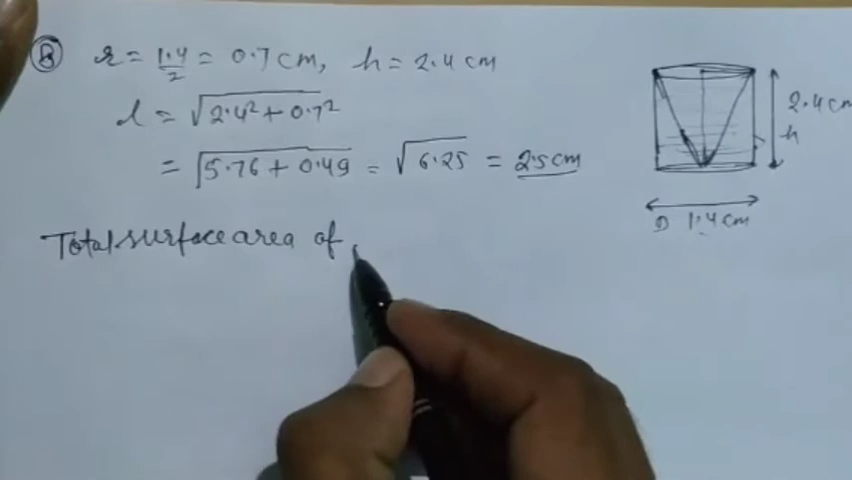 8 r = 1.4/2 = 0.7 cm, h = 2.4 cm
l = √2.4² + 0.7²
= √5.76 + 0.49 = √6.25 = 2.5 cm
Total surface area of
2.4 cm
h
D 1.4 cm